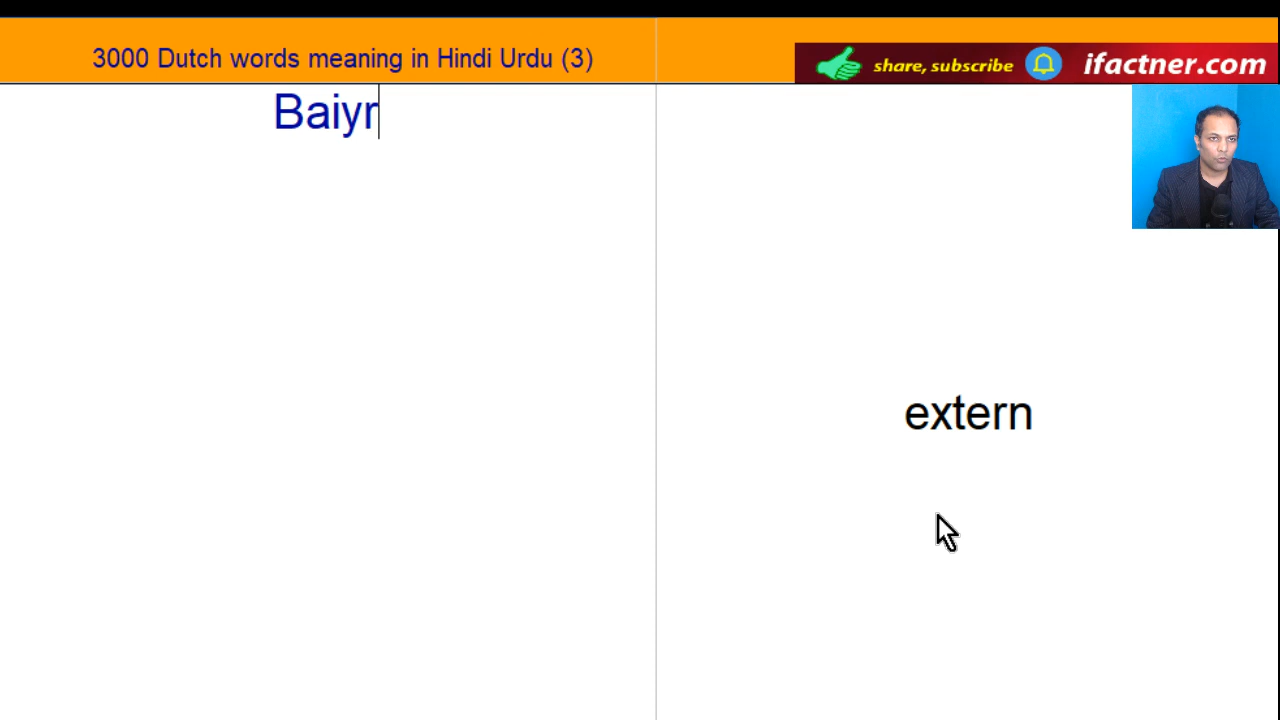 3000 Dutch words meaning in Hindi Urdu (3)
share, subscribe
ifactner.com
Baiyr
extern